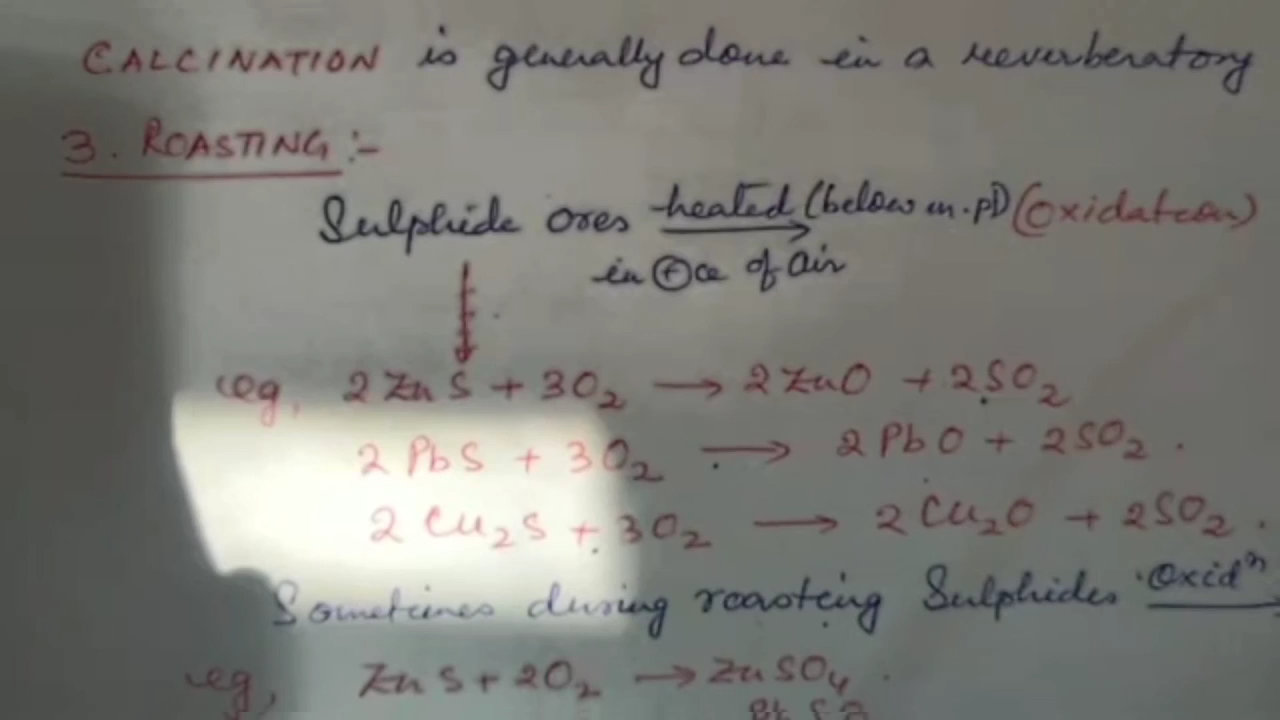 CALCINATION is generally done in a reverberatory
3. ROASTING :-
Sulphide ores heated (below m.pt) (oxidation)
in ⊕ce of air
eg, 2ZnS + 3O₂ → 2ZnO + 2SO₂
2PbS + 3O₂ → 2PbO + 2SO₂.
2Cu₂S + 3O₂ → 2Cu₂O + 2SO₂.
Sometimes during roasting Sulphides Oxidⁿ
eg, ZnS + 2O₂ → ZnSO₄.